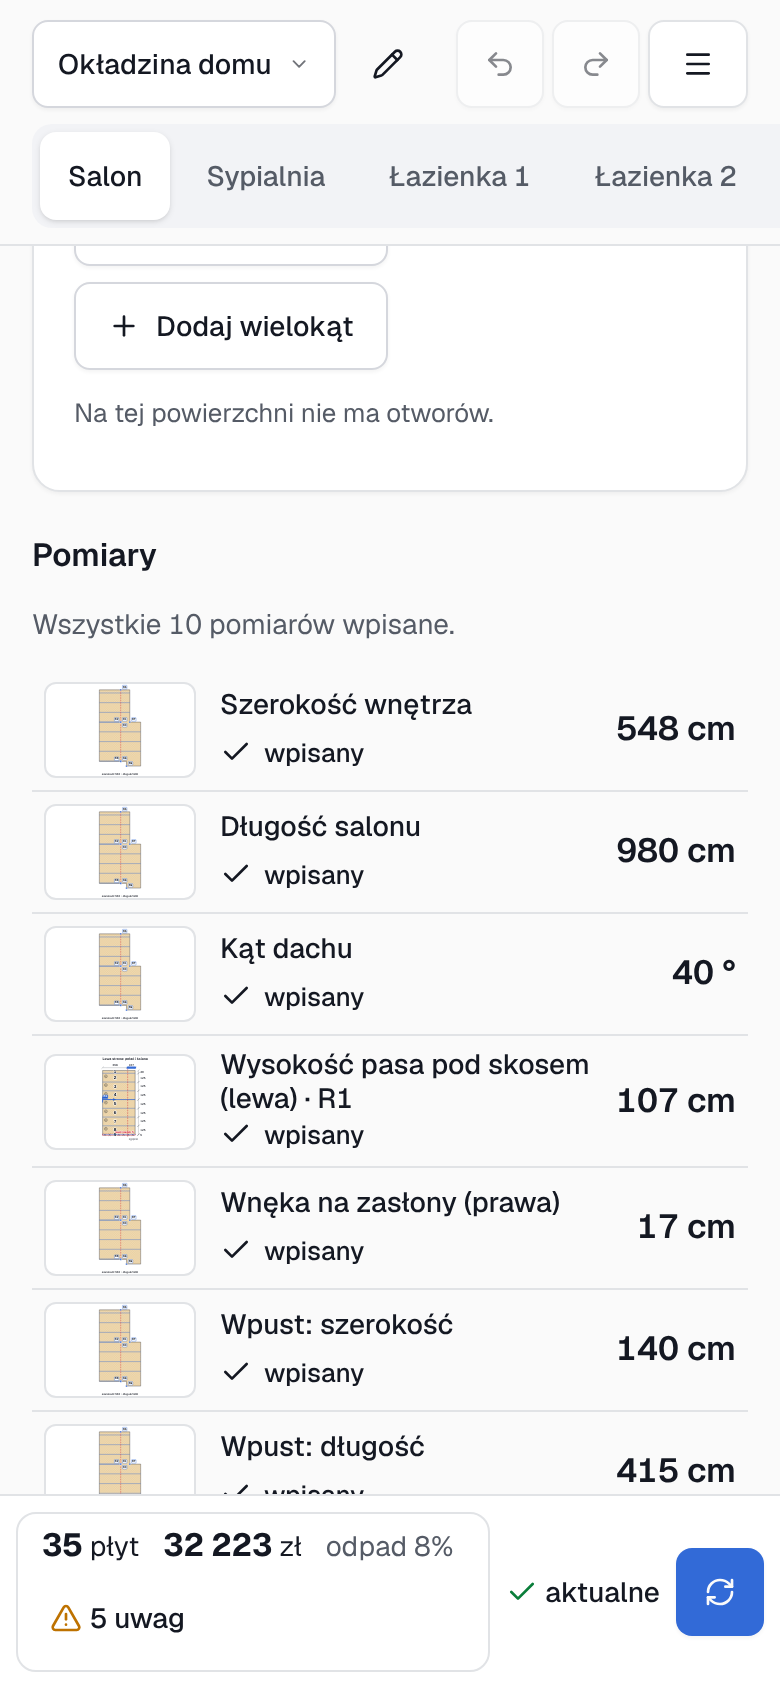 Okładzina domu
Salon
Sypialnia
Łazienka 1
Łazienka 2
Dodaj wielokąt
Na tej powierzchni nie ma otworów.
Pomiary
Wszystkie 10 pomiarów wpisane.
Szerokość wnętrza
wpisany
548 cm
Długość salonu
wpisany
980 cm
Kąt dachu
wpisany
40 °
Wysokość pasa pod skosem
(lewa) · R1
wpisany
107 cm
Wnęka na zasłony (prawa)
wpisany
17 cm
Wpust: szerokość
wpisany
140 cm
Wpust: długość
wpisany
415 cm
35 płyt 32 223 zł odpad 8%
5 uwag
aktualne